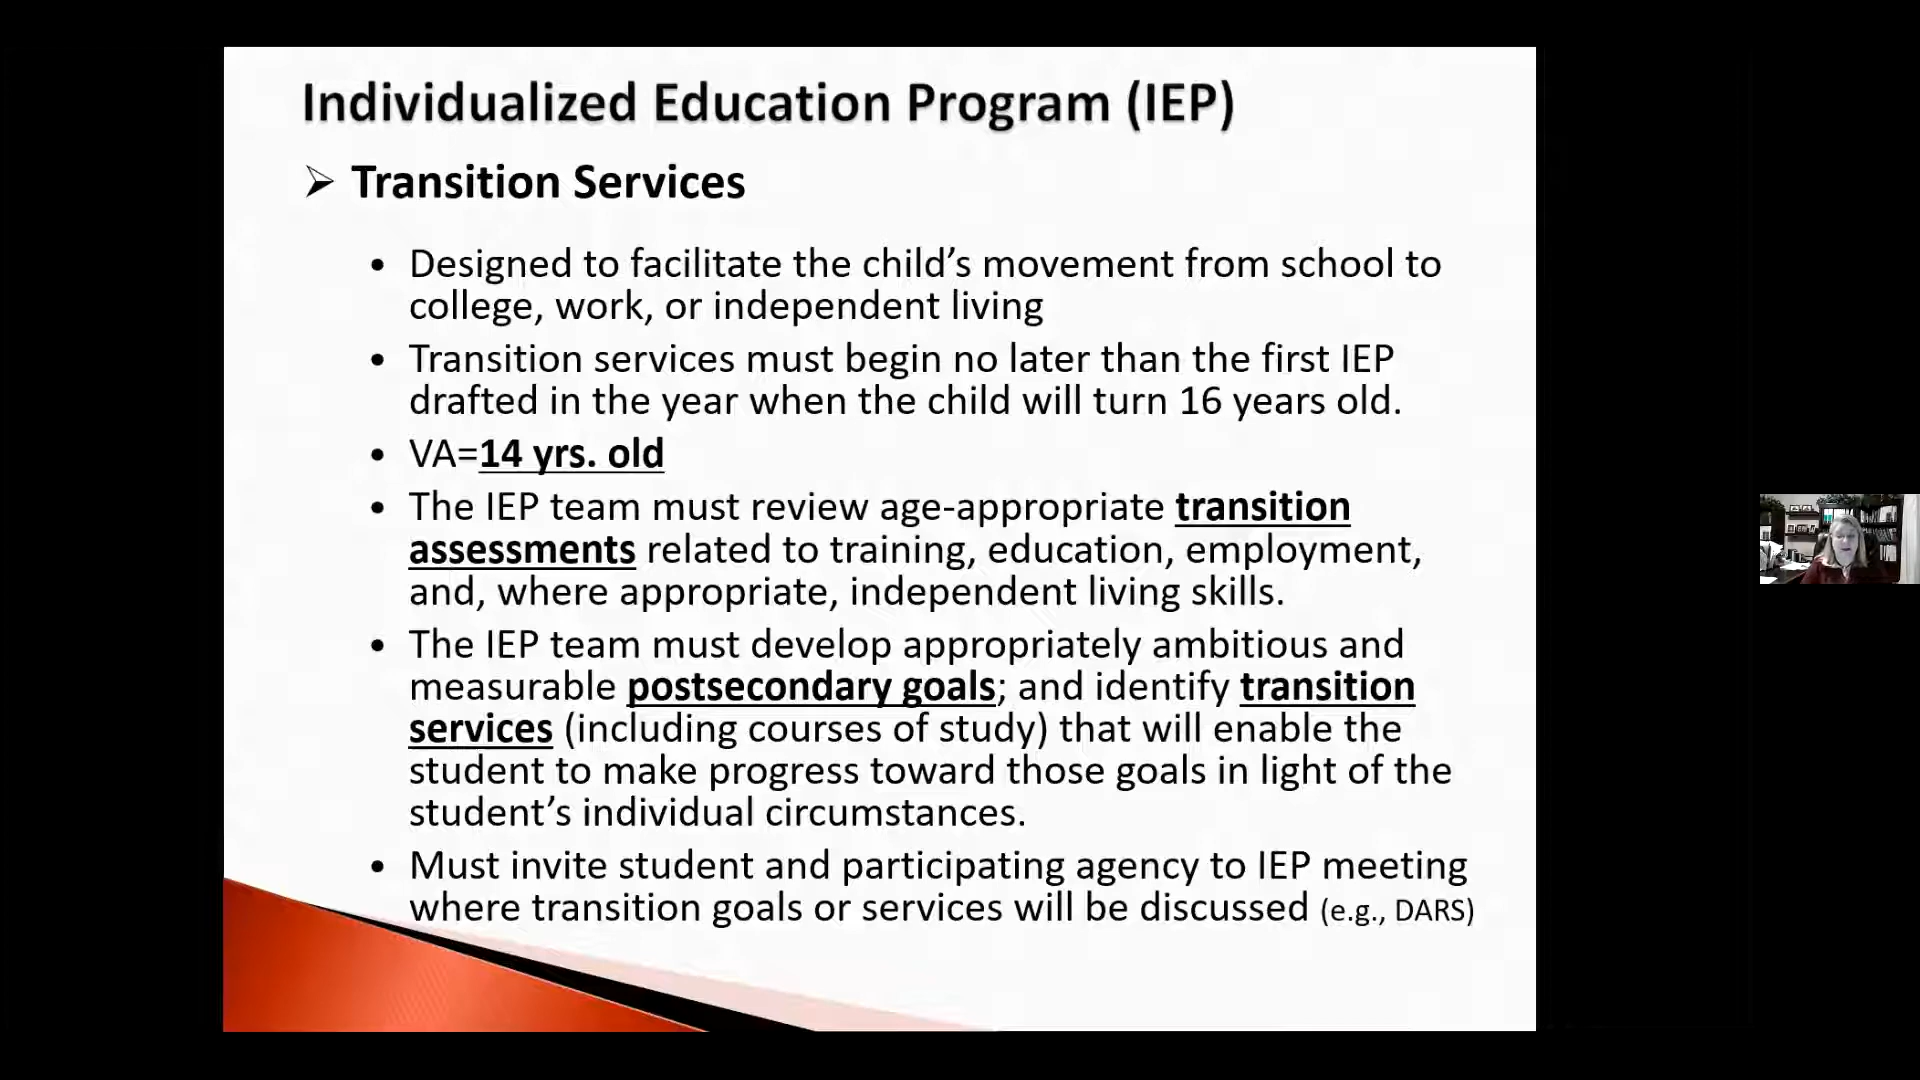 Individualized Education Program (IEP)
➢ Transition Services
• Designed to facilitate the child’s movement from school to
college, work, or independent living
• Transition services must begin no later than the first IEP
drafted in the year when the child will turn 16 years old.
• VA=14 yrs. old
• The IEP team must review age-appropriate transition
assessments related to training, education, employment,
and, where appropriate, independent living skills.
• The IEP team must develop appropriately ambitious and
measurable postsecondary goals; and identify transition
services (including courses of study) that will enable the
student to make progress toward those goals in light of the
student’s individual circumstances.
• Must invite student and participating agency to IEP meeting
where transition goals or services will be discussed (e.g., DARS)